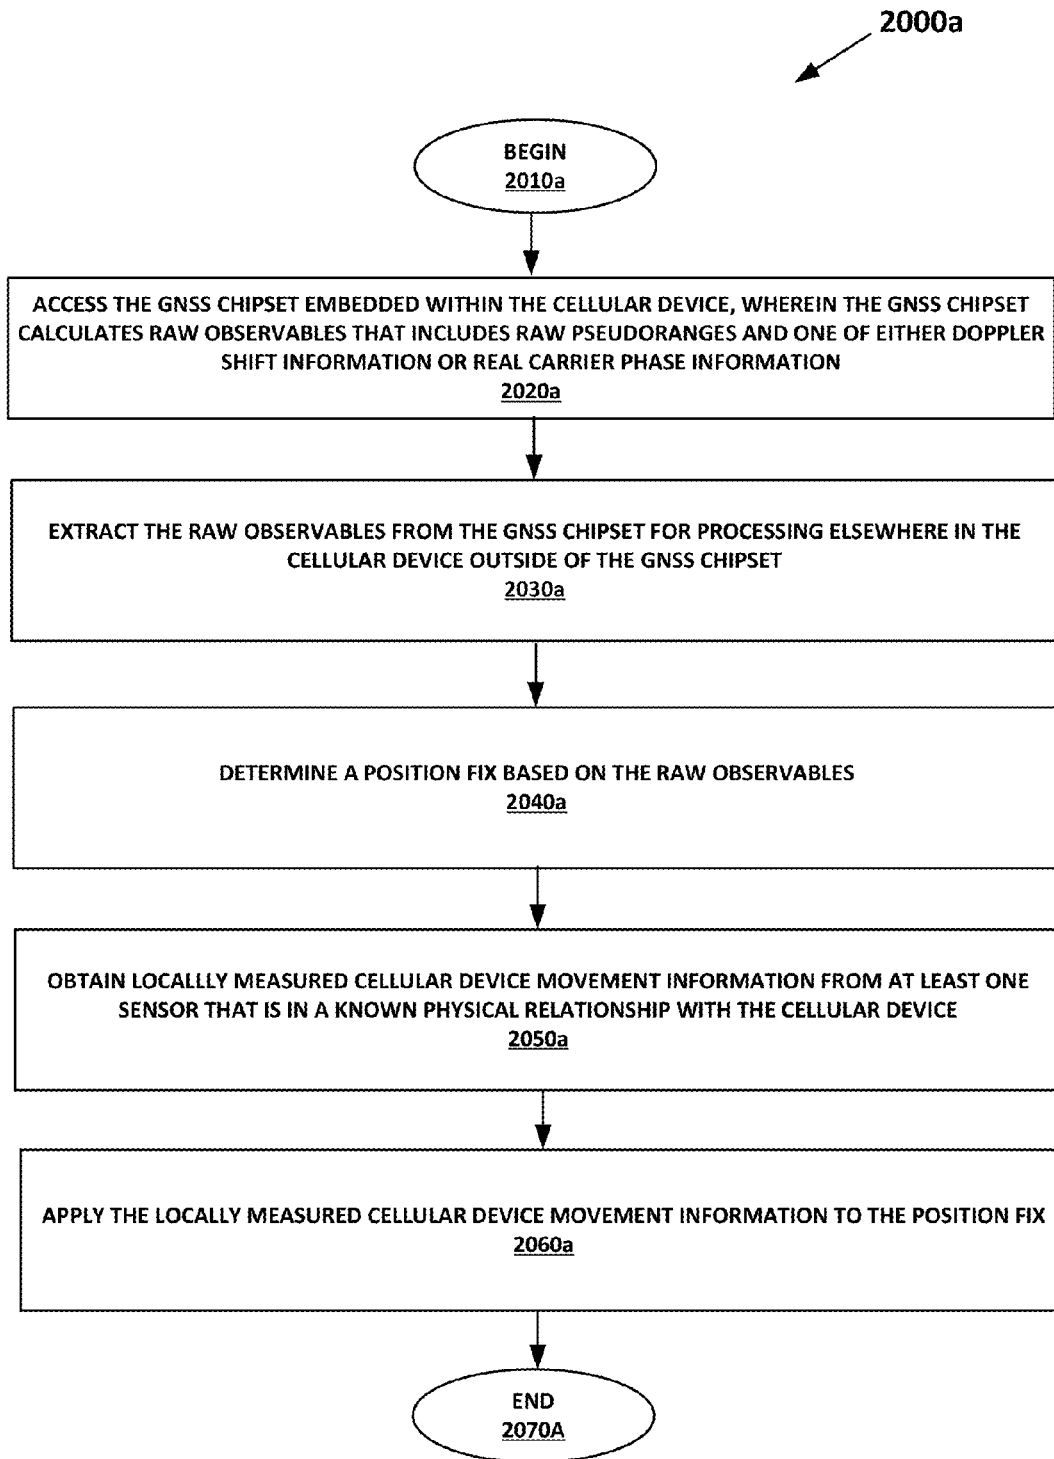 2000a
BEGIN
2010a
ACCESS THE GNSS CHIPSET EMBEDDED WITHIN THE CELLULAR DEVICE, WHEREIN THE GNSS CHIPSET
CALCULATES RAW OBSERVABLES THAT INCLUDES RAW PSEUDORANGES AND ONE OF EITHER DOPPLER
SHIFT INFORMATION OR REAL CARRIER PHASE INFORMATION
2020a
EXTRACT THE RAW OBSERVABLES FROM THE GNSS CHIPSET FOR PROCESSING ELSEWHERE IN THE
CELLULAR DEVICE OUTSIDE OF THE GNSS CHIPSET
2030a
DETERMINE A POSITION FIX BASED ON THE RAW OBSERVABLES
2040a
OBTAIN LOCALLLY MEASURED CELLULAR DEVICE MOVEMENT INFORMATION FROM AT LEAST ONE
SENSOR THAT IS IN A KNOWN PHYSICAL RELATIONSHIP WITH THE CELLULAR DEVICE
2050a
APPLY THE LOCALLY MEASURED CELLULAR DEVICE MOVEMENT INFORMATION TO THE POSITION FIX
2060a
END
2070A